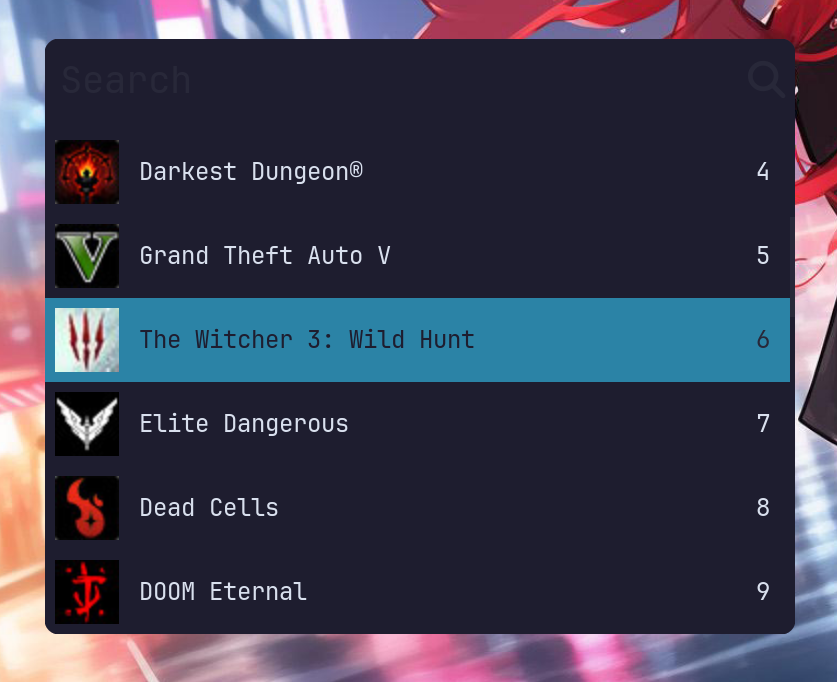 Search
Darkest Dungeon® 4
Grand Theft Auto V 5
The Witcher 3: Wild Hunt 6
Elite Dangerous 7
Dead Cells 8
DOOM Eternal 9